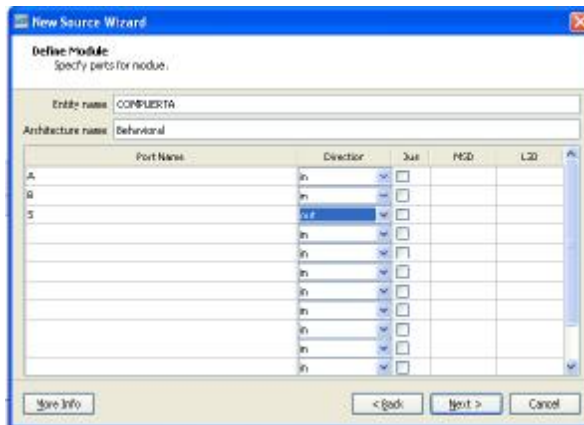 New Source Wizard
Define Module
Specify ports for module.
Entity name COMPUERTA
Architecture name Behavioral
Port Name Direction Bus MSB LSB
A in
B in
S out
in
in
in
in
in
in
in
in
More Info < Back Next > Cancel